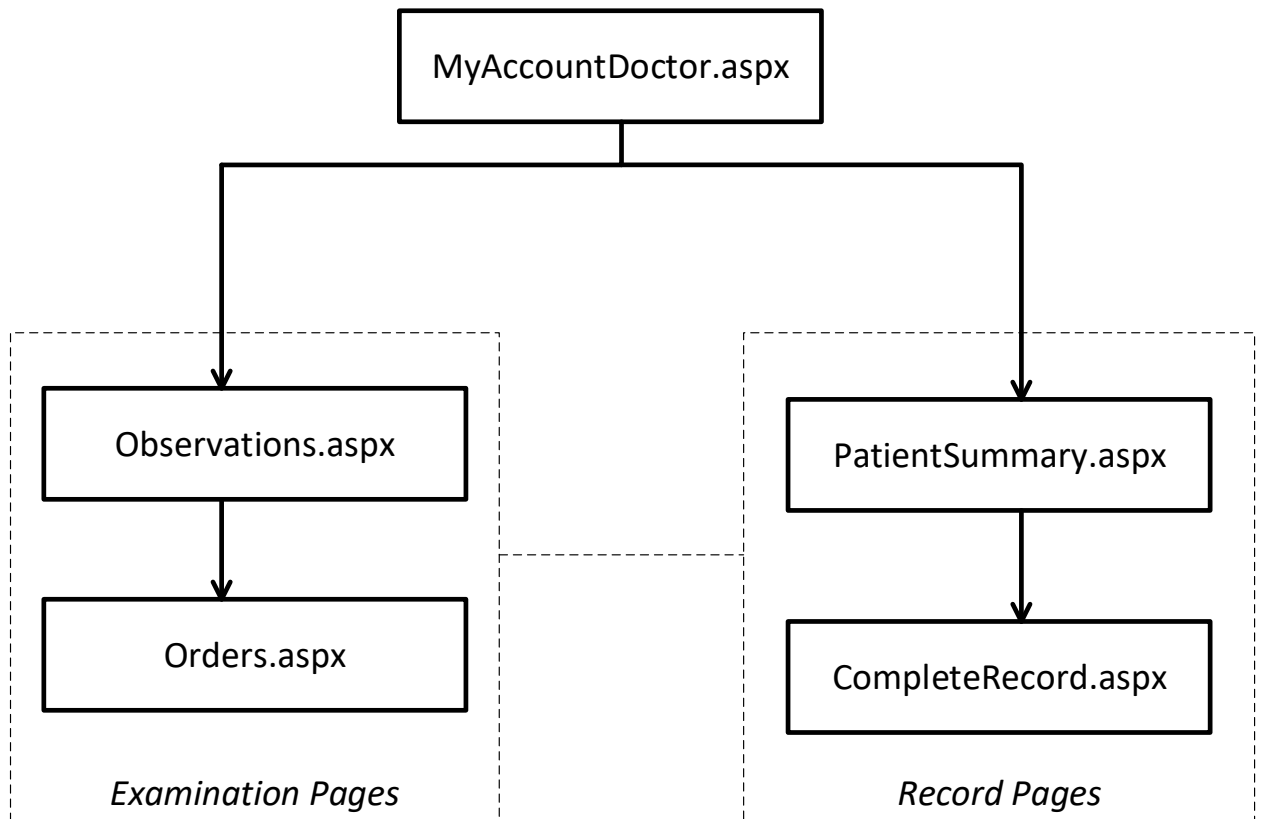 MyAccountDoctor.aspx
Observations.aspx
PatientSummary.aspx
Orders.aspx
CompleteRecord.aspx
Examination Pages
Record Pages